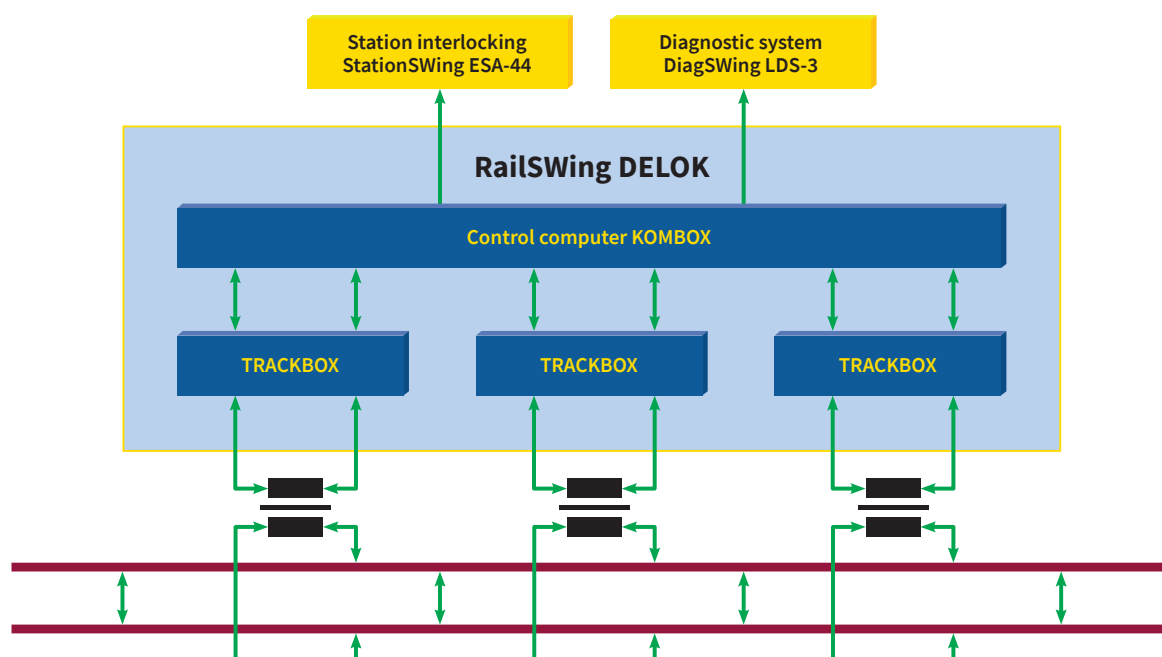 Station interlocking
StationSWing ESA-44
Diagnostic system
DiagSWing LDS-3
RailSWing DELOK
Control computer KOMBOX
TRACKBOX
TRACKBOX
TRACKBOX